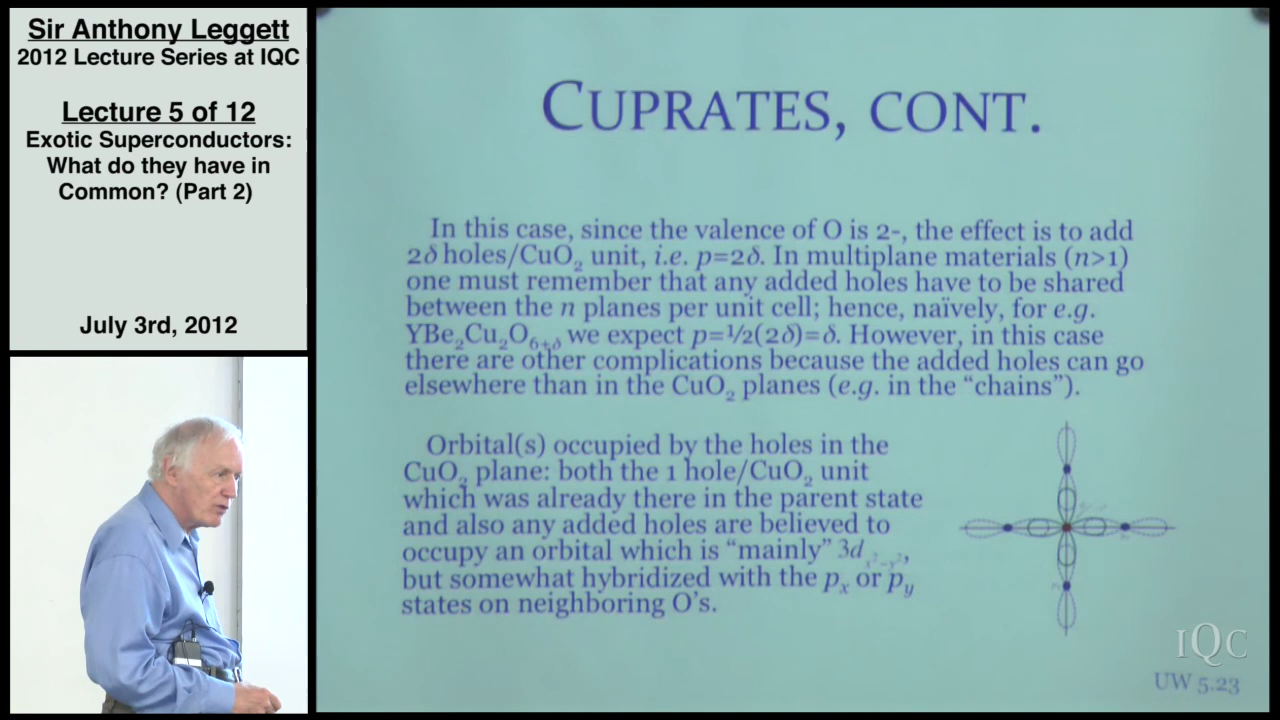 Sir Anthony Leggett
2012 Lecture Series at IQC
Lecture 5 of 12
Exotic Superconductors:
What do they have in
Common? (Part 2)
July 3rd, 2012
CUPRATES, CONT.
In this case, since the valence of O is 2-, the effect is to add
2δ holes/CuO₂ unit, i.e. p=2δ. In multiplane materials (n>1)
one must remember that any added holes have to be shared
between the n planes per unit cell; hence, naïvely, for e.g.
YBe₂Cu₂O₆₊δ we expect p=½(2δ)=δ. However, in this case
there are other complications because the added holes can go
elsewhere than in the CuO₂ planes (e.g. in the “chains”).
Orbital(s) occupied by the holes in the
CuO₂ plane: both the 1 hole/CuO₂ unit
which was already there in the parent state
and also any added holes are believed to
occupy an orbital which is “mainly” 3d_x²−y²,
but somewhat hybridized with the pₓ or p_y
states on neighboring O’s.
IQC
UW 5.23